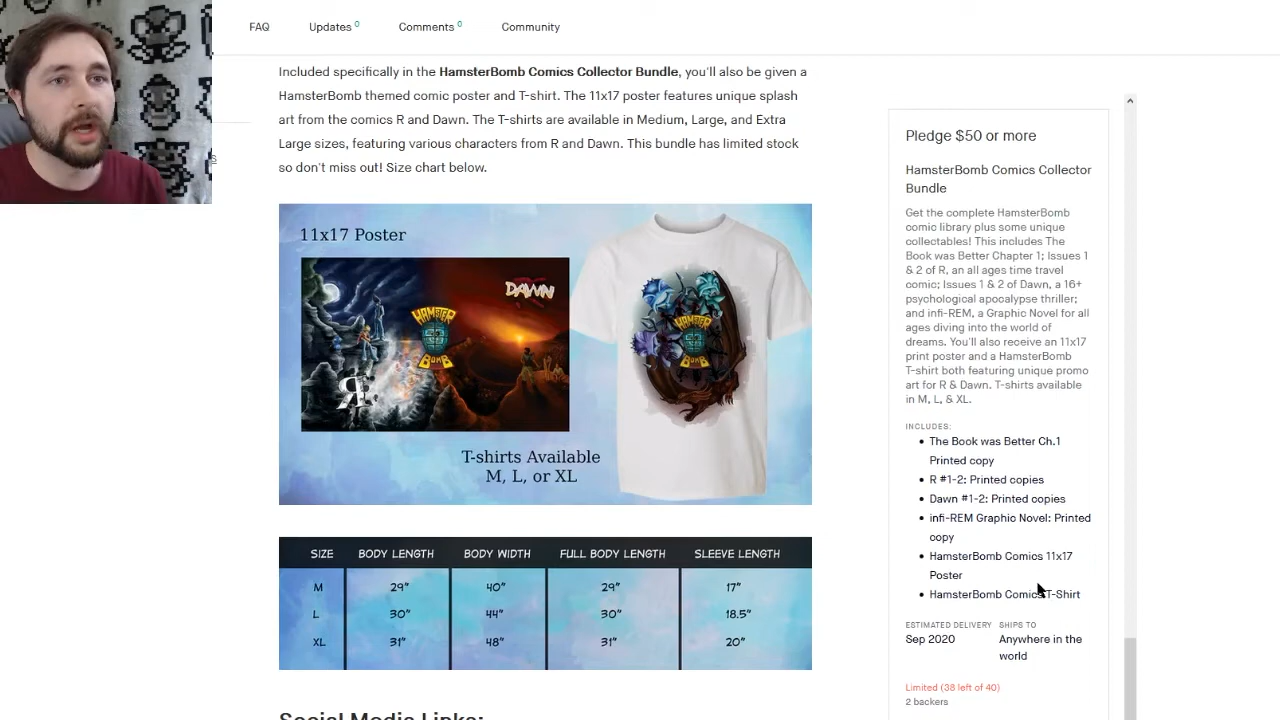 FAQ
Updates 0
Comments 0
Community
Included specifically in the HamsterBomb Comics Collector Bundle, you'll also be given a
HamsterBomb themed comic poster and T-shirt. The 11x17 poster features unique splash
art from the comics R and Dawn. The T-shirts are available in Medium, Large, and Extra
Large sizes, featuring various characters from R and Dawn. This bundle has limited stock
so don't miss out! Size chart below.
11x17 Poster
DAWN
HAMSTER
BOMB
R
HAMSTER
BOMB
T-shirts Available
M, L, or XL
SIZE BODY LENGTH BODY WIDTH FULL BODY LENGTH SLEEVE LENGTH
M 29" 40" 29" 17"
L 30" 44" 30" 18.5"
XL 31" 48" 31" 20"
Social Media Links:
Pledge $50 or more
HamsterBomb Comics Collector
Bundle
Get the complete HamsterBomb
comic library plus some unique
collectables! This includes The
Book was Better Chapter 1; Issues 1
& 2 of R, an all ages time travel
comic; Issues 1 & 2 of Dawn, a 16+
psychological apocalypse thriller;
and infi-REM, a Graphic Novel for all
ages diving into the world of
dreams. You'll also receive an 11x17
print poster and a HamsterBomb
T-shirt both featuring unique promo
art for R & Dawn. T-shirts available
in M, L, & XL.
INCLUDES:
• The Book was Better Ch.1
Printed copy
• R #1-2: Printed copies
• Dawn #1-2: Printed copies
• infi-REM Graphic Novel: Printed
copy
• HamsterBomb Comics 11x17
Poster
• HamsterBomb Comics T-Shirt
ESTIMATED DELIVERY SHIPS TO
Sep 2020 Anywhere in the
world
Limited (38 left of 40)
2 backers